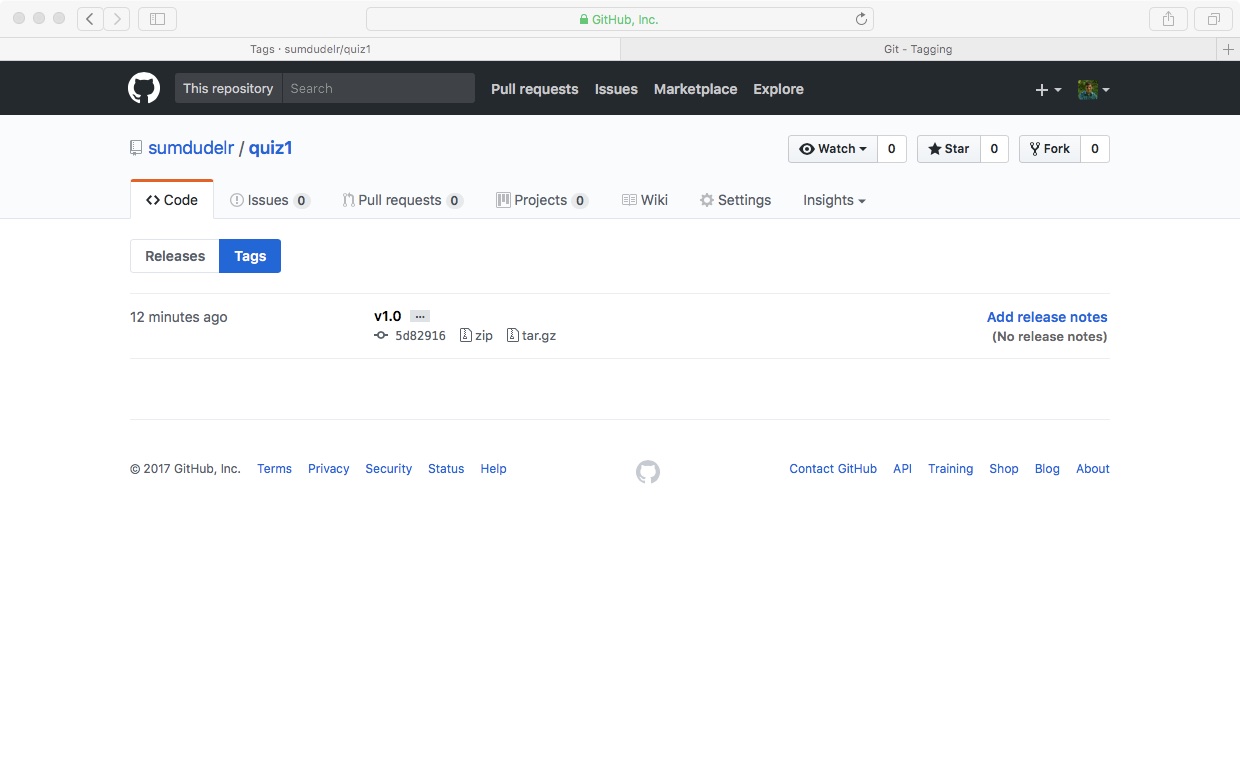 GitHub, Inc.
Tags · sumdudelr/quiz1 Git - Tagging
This repository Search Pull requests Issues Marketplace Explore
sumdudelr / quiz1 Watch 0 Star 0 Fork 0
Code Issues 0 Pull requests 0 Projects 0 Wiki Settings Insights
Releases Tags
12 minutes ago v1.0 ... Add release notes
5d82916 zip tar.gz (No release notes)
© 2017 GitHub, Inc. Terms Privacy Security Status Help Contact GitHub API Training Shop Blog About